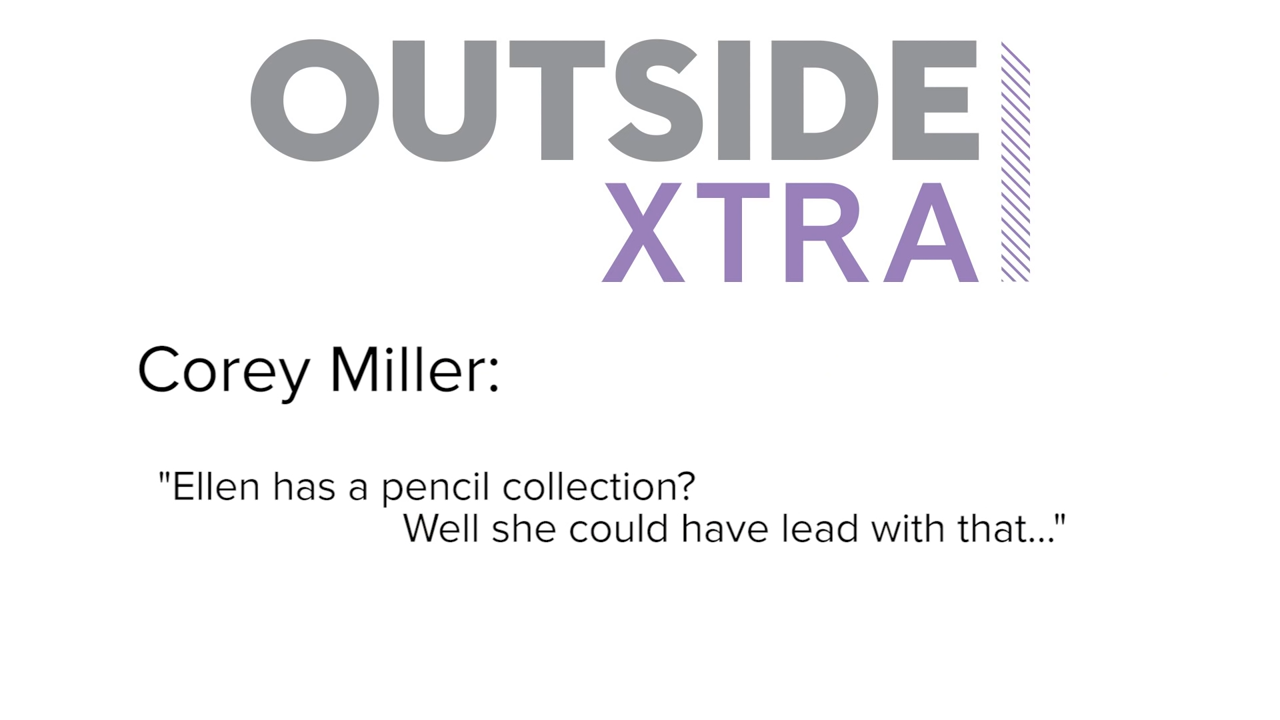 OUTSIDE
XTRA
Corey Miller:
"Ellen has a pencil collection?
Well she could have lead with that..."